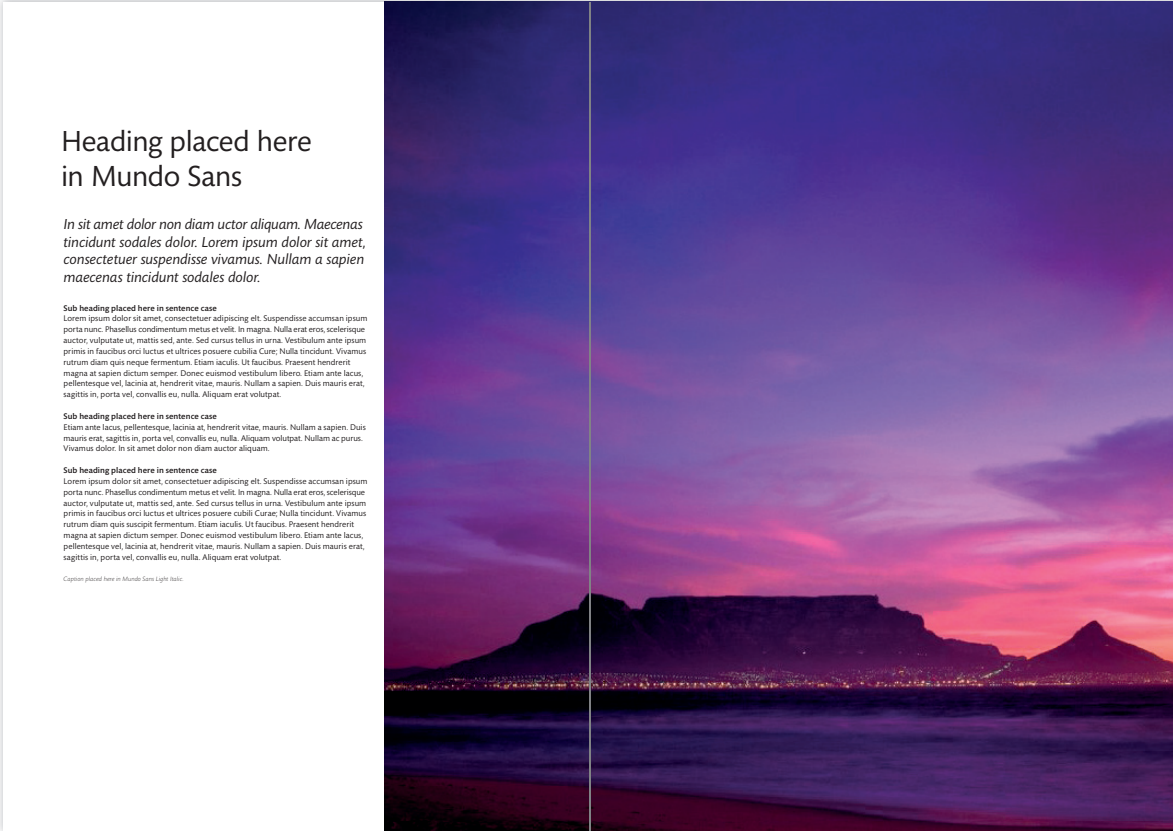 Heading placed here
in Mundo Sans
In sit amet dolor non diam uctor aliquam. Maecenas
tincidunt sodales dolor. Lorem ipsum dolor sit amet,
consectetuer suspendisse vivamus. Nullam a sapien
maecenas tincidunt sodales dolor.
Sub heading placed here in sentence case
Lorem ipsum dolor sit amet, consectetuer adipiscing elt. Suspendisse accumsan ipsum
porta nunc. Phasellus condimentum metus et velit. In magna. Nulla erat eros, scelerisque
auctor, vulputate ut, mattis sed, ante. Sed cursus tellus in urna. Vestibulum ante ipsum
primis in faucibus orci luctus et ultrices posuere cubilia Cure; Nulla tincidunt. Vivamus
rutrum diam quis neque fermentum. Etiam iaculis. Ut faucibus. Praesent hendrerit
magna at sapien dictum semper. Donec euismod vestibulum libero. Etiam ante lacus,
pellentesque vel, lacinia at, hendrerit vitae, mauris. Nullam a sapien. Duis mauris erat,
sagittis in, porta vel, convallis eu, nulla. Aliquam erat volutpat.
Sub heading placed here in sentence case
Etiam ante lacus, pellentesque, lacinia at, hendrerit vitae, mauris. Nullam a sapien. Duis
mauris erat, sagittis in, porta vel, convallis eu, nulla. Aliquam volutpat. Nullam ac purus.
Vivamus dolor. In sit amet dolor non diam auctor aliquam.
Sub heading placed here in sentence case
Lorem ipsum dolor sit amet, consectetuer adipiscing elt. Suspendisse accumsan ipsum
porta nunc. Phasellus condimentum metus et velit. In magna. Nulla erat eros, scelerisque
auctor, vulputate ut, mattis sed, ante. Sed cursus tellus in urna. Vestibulum ante ipsum
primis in faucibus orci luctus et ultrices posuere cubili Curae; Nulla tincidunt. Vivamus
rutrum diam quis suscipit fermentum. Etiam iaculis. Ut faucibus. Praesent hendrerit
magna at sapien dictum semper. Donec euismod vestibulum libero. Etiam ante lacus,
pellentesque vel, lacinia at, hendrerit vitae, mauris. Nullam a sapien. Duis mauris erat,
sagittis in, porta vel, convallis eu, nulla. Aliquam erat volutpat.
Caption placed here in Mundo Sans Light Italic.